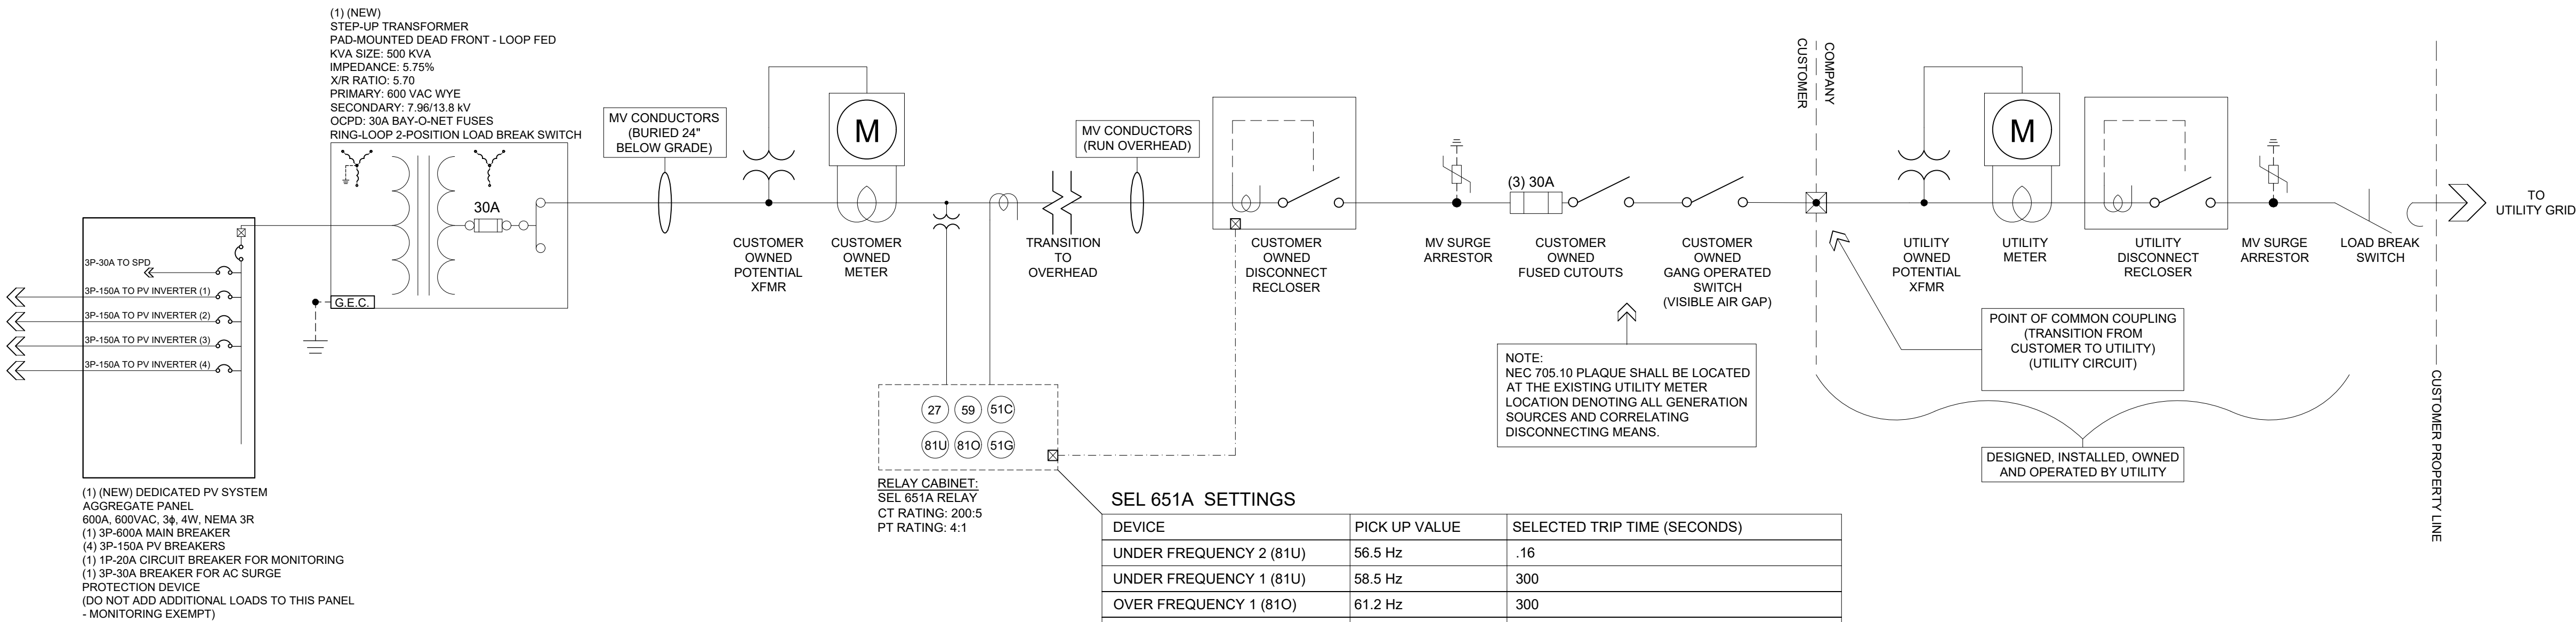 (1) (NEW)
STEP-UP TRANSFORMER
PAD-MOUNTED DEAD FRONT - LOOP FED
KVA SIZE: 500 KVA
IMPEDANCE: 5.75%
X/R RATIO: 5.70
PRIMARY: 600 VAC WYE
SECONDARY: 7.96/13.8 kV
OCPD: 30A BAY-O-NET FUSES
RING-LOOP 2-POSITION LOAD BREAK SWITCH
30A
G.E.C.
3P-30A TO SPD
3P-150A TO PV INVERTER (1)
3P-150A TO PV INVERTER (2)
3P-150A TO PV INVERTER (3)
3P-150A TO PV INVERTER (4)
(1) (NEW) DEDICATED PV SYSTEM
AGGREGATE PANEL
600A, 600VAC, 3ϕ, 4W, NEMA 3R
(1) 3P-600A MAIN BREAKER
(4) 3P-150A PV BREAKERS
(1) 1P-20A CIRCUIT BREAKER FOR MONITORING
(1) 3P-30A BREAKER FOR AC SURGE
PROTECTION DEVICE
(DO NOT ADD ADDITIONAL LOADS TO THIS PANEL
- MONITORING EXEMPT)
MV CONDUCTORS
(BURIED 24"
BELOW GRADE)
CUSTOMER
OWNED
POTENTIAL
XFMR
M
CUSTOMER
OWNED
METER
TRANSITION
TO
OVERHEAD
MV CONDUCTORS
(RUN OVERHEAD)
CUSTOMER
OWNED
DISCONNECT
RECLOSER
MV SURGE
ARRESTOR
(3) 30A
CUSTOMER
OWNED
FUSED CUTOUTS
CUSTOMER
OWNED
GANG OPERATED
SWITCH
(VISIBLE AIR GAP)
NOTE:
NEC 705.10 PLAQUE SHALL BE LOCATED
AT THE EXISTING UTILITY METER
LOCATION DENOTING ALL GENERATION
SOURCES AND CORRELATING
DISCONNECTING MEANS.
CUSTOMER
COMPANY
UTILITY
OWNED
POTENTIAL
XFMR
M
UTILITY
METER
UTILITY
DISCONNECT
RECLOSER
MV SURGE
ARRESTOR
LOAD BREAK
SWITCH
TO
UTILITY GRID
POINT OF COMMON COUPLING
(TRANSITION FROM
CUSTOMER TO UTILITY)
(UTILITY CIRCUIT)
DESIGNED, INSTALLED, OWNED
AND OPERATED BY UTILITY
CUSTOMER PROPERTY LINE
27 59 51C
81U 81O 51G
RELAY CABINET:
SEL 651A RELAY
CT RATING: 200:5
PT RATING: 4:1
SEL 651A SETTINGS
DEVICE PICK UP VALUE SELECTED TRIP TIME (SECONDS)
UNDER FREQUENCY 2 (81U) 56.5 Hz .16
UNDER FREQUENCY 1 (81U) 58.5 Hz 300
OVER FREQUENCY 1 (81O) 61.2 Hz 300